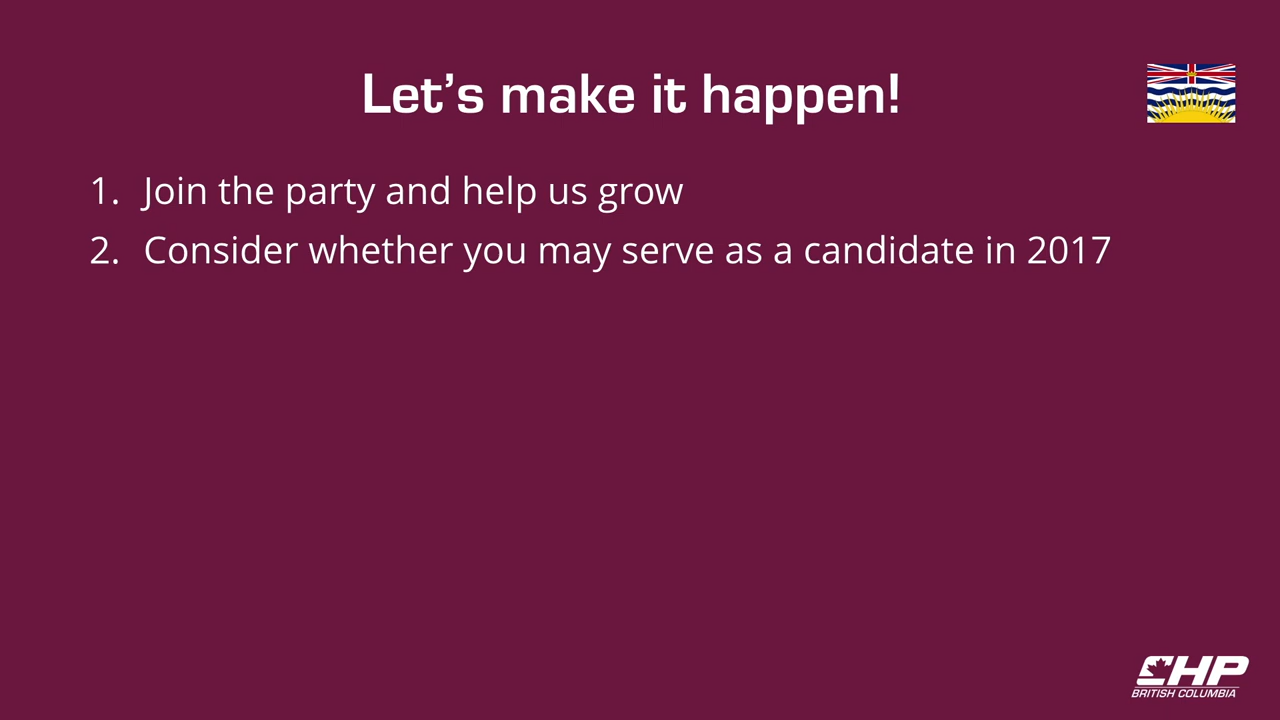 Let's make it happen!
1. Join the party and help us grow
2. Consider whether you may serve as a candidate in 2017
CHP
BRITISH COLUMBIA